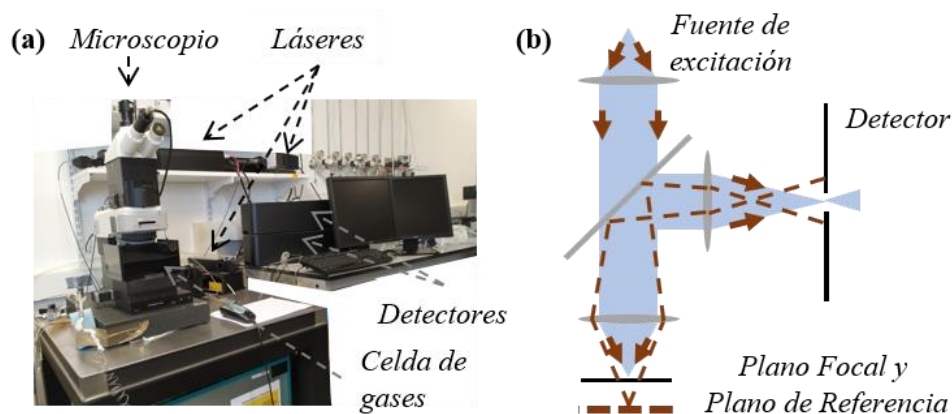 (a)
Microscopio
Láseres
Detectores
Celda de
gases
(b)
Fuente de
excitación
Detector
Plano Focal y
Plano de Referencia